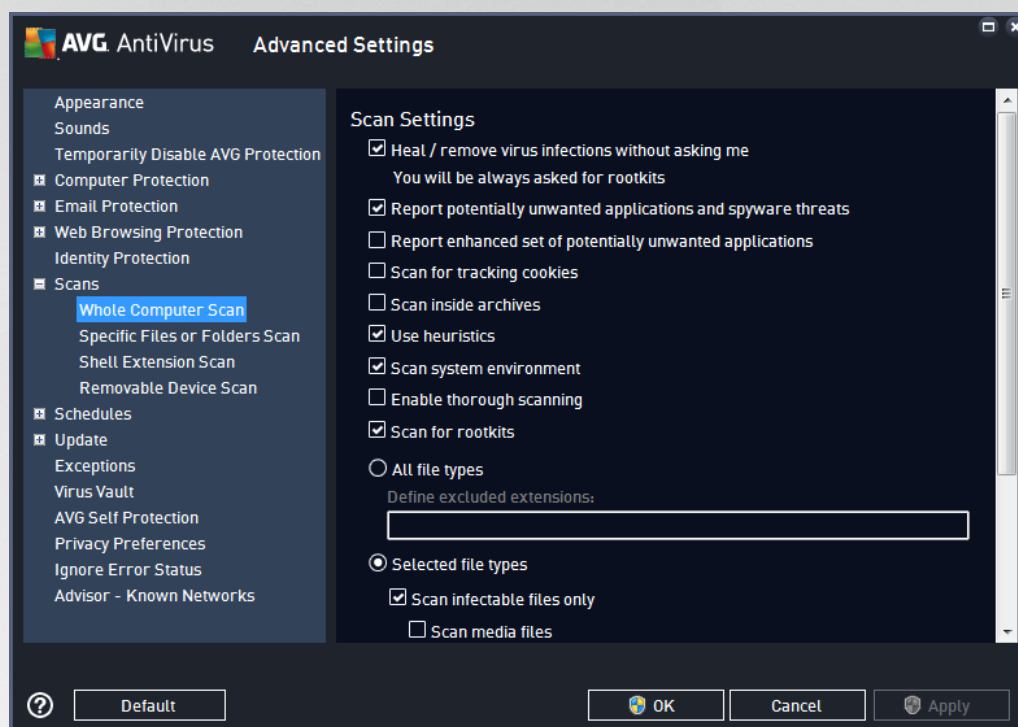 AVG AntiVirus Advanced Settings
Appearance
Sounds
Temporarily Disable AVG Protection
Computer Protection
Email Protection
Web Browsing Protection
Identity Protection
Scans
Whole Computer Scan
Specific Files or Folders Scan
Shell Extension Scan
Removable Device Scan
Schedules
Update
Exceptions
Virus Vault
AVG Self Protection
Privacy Preferences
Ignore Error Status
Advisor - Known Networks
Scan Settings
Heal / remove virus infections without asking me
You will be always asked for rootkits
Report potentially unwanted applications and spyware threats
Report enhanced set of potentially unwanted applications
Scan for tracking cookies
Scan inside archives
Use heuristics
Scan system environment
Enable thorough scanning
Scan for rootkits
All file types
Define excluded extensions:
Selected file types
Scan infectable files only
Scan media files
Default
OK
Cancel
Apply